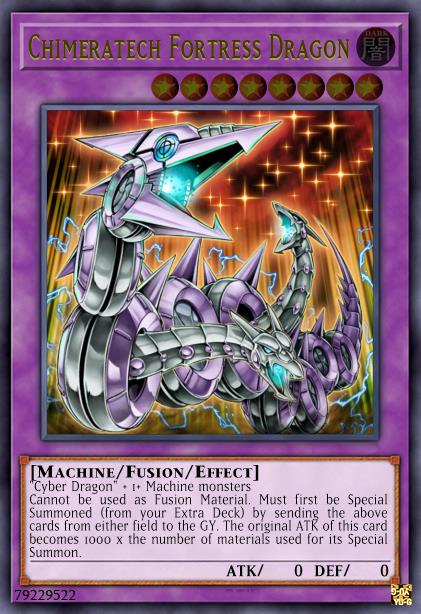 Chimeratech Fortress Dragon
DARK
闇
[Machine/Fusion/Effect]
"Cyber Dragon" + 1+ Machine monsters
Cannot be used as Fusion Material. Must first be Special
Summoned (from your Extra Deck) by sending the above
cards from either field to the GY. The original ATK of this card
becomes 1000 x the number of materials used for its Special
Summon.
ATK/ 0 DEF/ 0
79229522